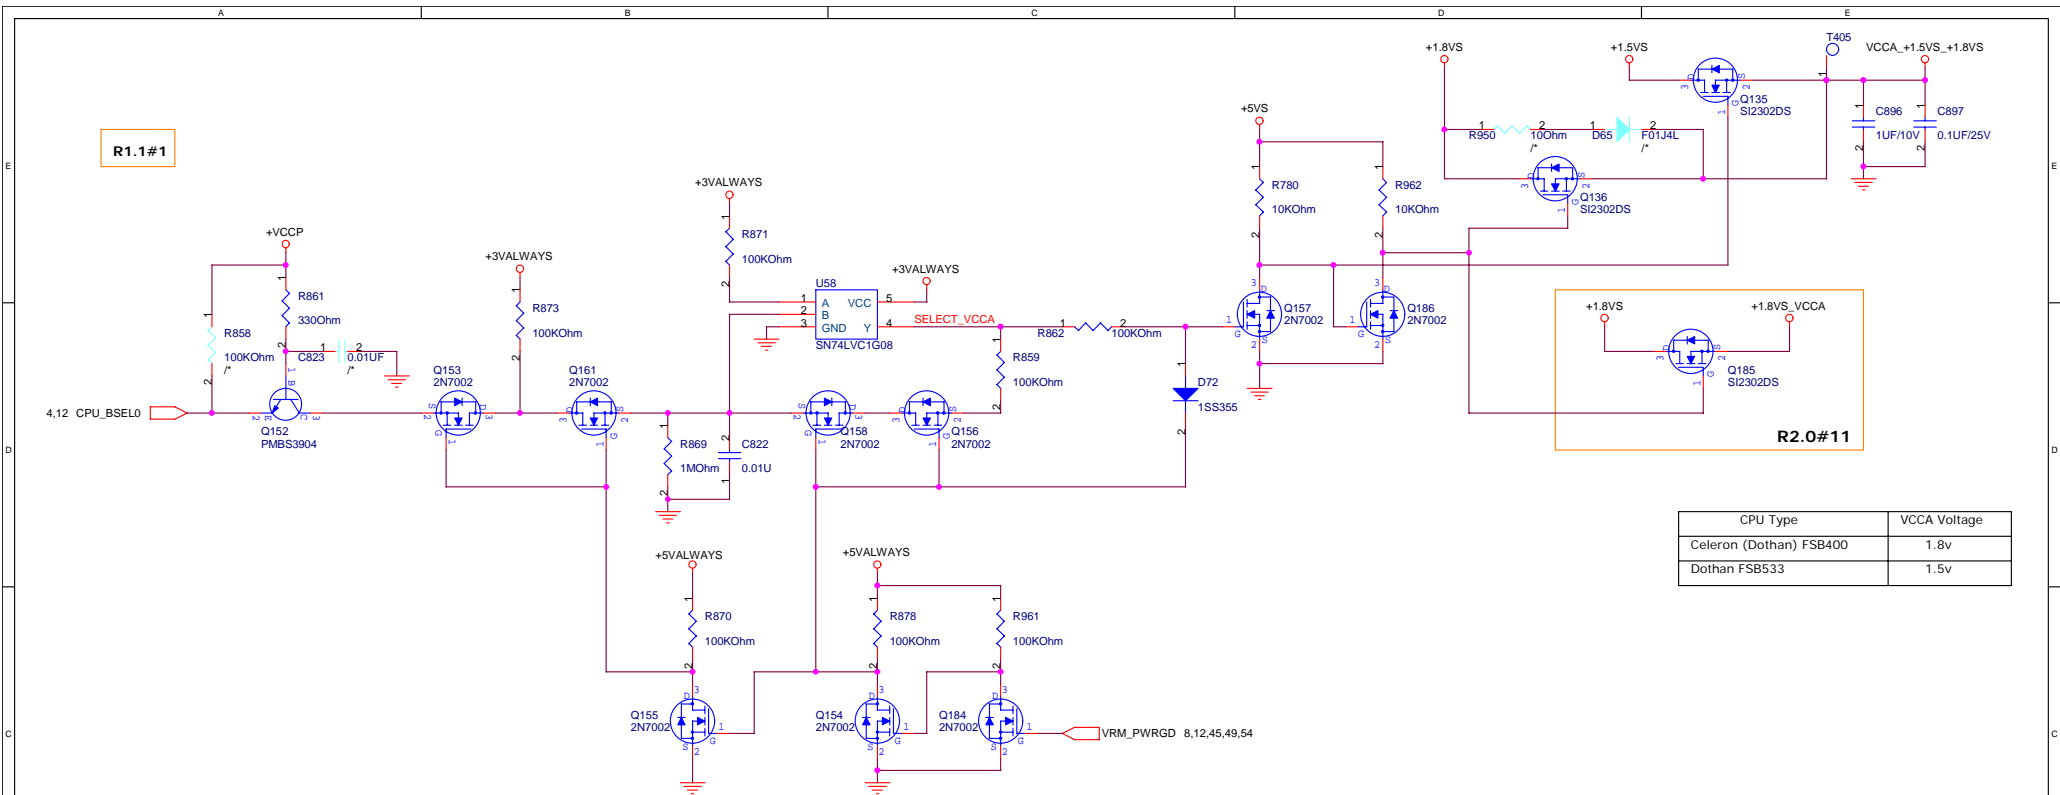 A B C D E
R1.1#1
+1.8VS
+1.5VS
T405
VCCA_+1.5VS_+1.8VS
Q135
SI2302DS
C896
1UF/10V
C897
0.1UF/25V
R950
10Ohm
/*
D65
F01J4L
/*
Q136
SI2302DS
+5VS
R780
10KOhm
R962
10KOhm
+3VALWAYS
R871
100KOhm
+VCCP
R861
330Ohm
R858
100KOhm
/*
C823
0.01UF
/*
+3VALWAYS
R873
100KOhm
U58
A
B
GND
VCC
Y
SN74LVC1G08
+3VALWAYS
SELECT_VCCA
R862
100KOhm
R859
100KOhm
Q157
2N7002
Q186
2N7002
+1.8VS
+1.8VS_VCCA
Q185
SI2302DS
R2.0#11
4,12 CPU_BSEL0
Q152
PMBS3904
Q153
2N7002
Q161
2N7002
R869
1MOhm
C822
0.01U
Q158
2N7002
Q156
2N7002
D72
1SS355
CPU Type VCCA Voltage
Celeron (Dothan) FSB400 1.8v
Dothan FSB533 1.5v
+5VALWAYS
R870
100KOhm
+5VALWAYS
R878
100KOhm
R961
100KOhm
Q155
2N7002
Q154
2N7002
Q184
2N7002
VRM_PWRGD 8,12,45,49,54